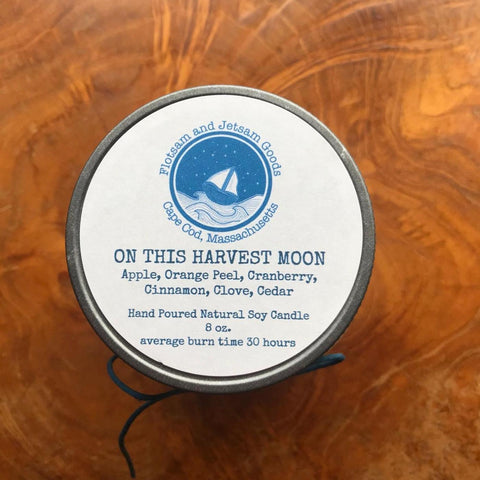 Flotsam and Jetsam Goods
Cape Cod, Massachusetts
ON THIS HARVEST MOON
Apple, Orange Peel, Cranberry,
Cinnamon, Clove, Cedar
Hand Poured Natural Soy Candle
8 oz.
average burn time 30 hours